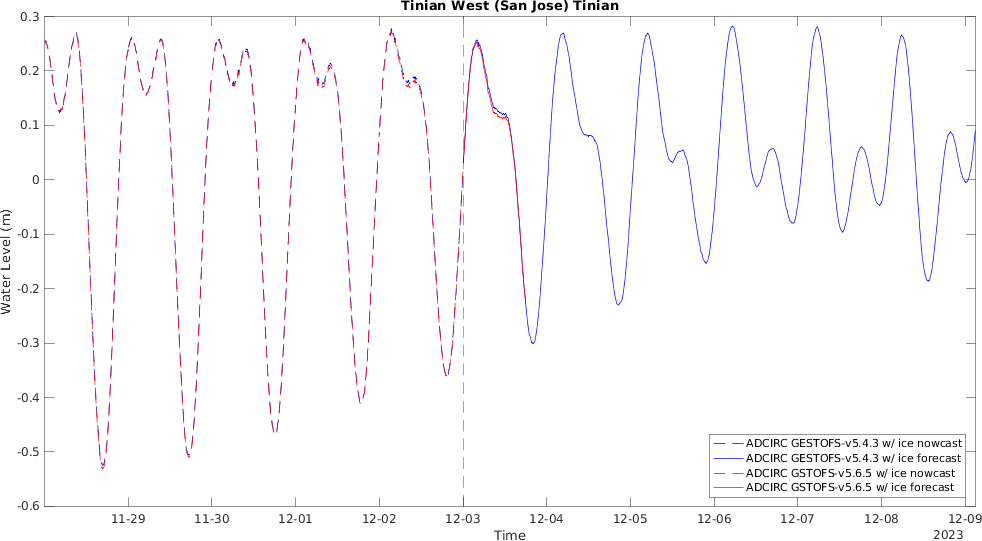 Tinian West (San Jose) Tinian
0.3
0.2
0.1
0
-0.1
-0.2
-0.3
-0.4
-0.5
-0.6
Water Level (m)
11-29 11-30 12-01 12-02 12-03 12-04 12-05 12-06 12-07 12-08 12-09
Time
2023
ADCIRC GESTOFS-v5.4.3 w/ ice nowcast
ADCIRC GESTOFS-v5.4.3 w/ ice forecast
ADCIRC GSTOFS-v5.6.5 w/ ice nowcast
ADCIRC GSTOFS-v5.6.5 w/ ice forecast